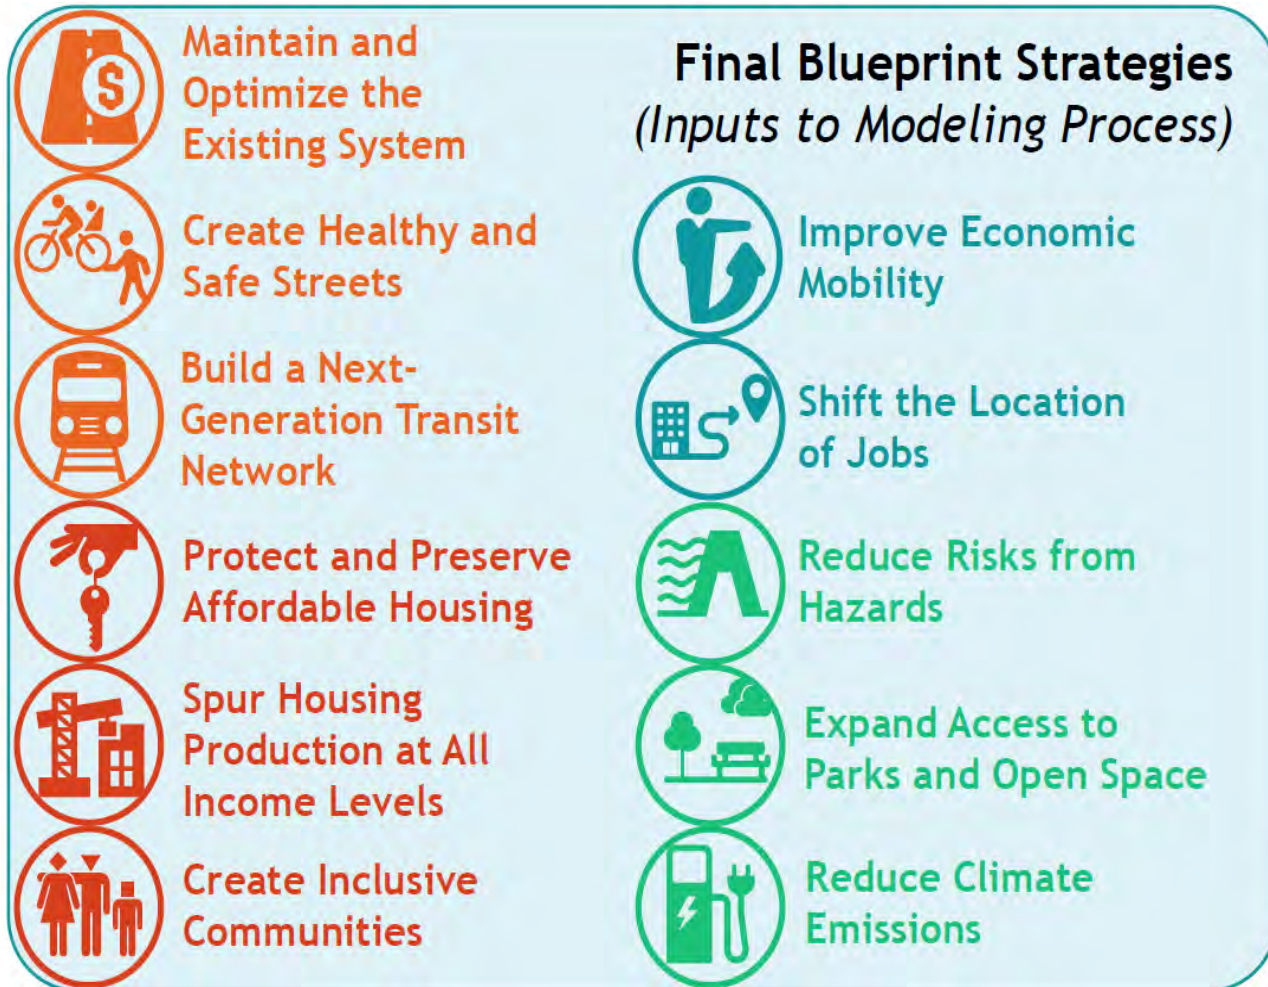 Final Blueprint Strategies
(Inputs to Modeling Process)
Maintain and
Optimize the
Existing System
$
Create Healthy and
Safe Streets
Build a Next-
Generation Transit
Network
Protect and Preserve
Affordable Housing
Spur Housing
Production at All
Income Levels
Create Inclusive
Communities
Improve Economic
Mobility
Shift the Location
of Jobs
Reduce Risks from
Hazards
Expand Access to
Parks and Open Space
Reduce Climate
Emissions